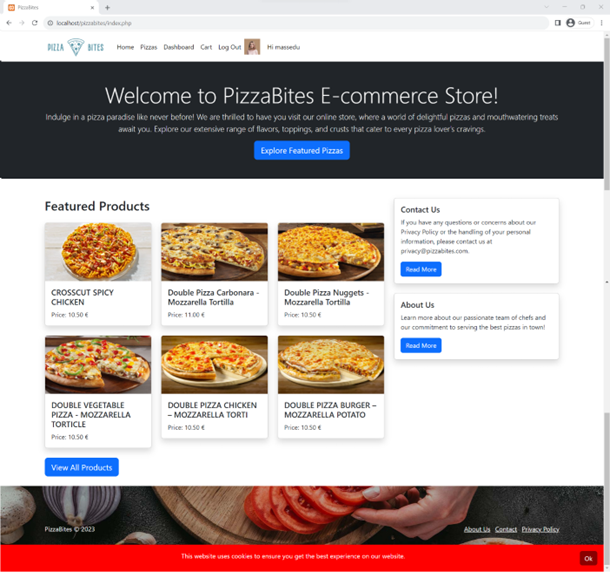 PizzaBites
localhost/pizzabites/index.php
Guest
PIZZA BITES
Home Pizzas Dashboard Cart Log Out Hi massedu
Welcome to PizzaBites E-commerce Store!
Indulge in a pizza paradise like never before! We are thrilled to have you visit our online store, where a world of delightful pizzas and mouthwatering treats
await you. Explore our extensive range of flavors, toppings, and crusts that cater to every pizza lover's cravings.
Explore Featured Pizzas
Featured Products
CROSSCUT SPICY
CHICKEN
Price: 10.50 €
Double Pizza Carbonara -
Mozzarella Tortilla
Price: 11.00 €
Double Pizza Nuggets -
Mozzarella Tortilla
Price: 10.50 €
DOUBLE VEGETABLE
PIZZA - MOZZARELLA
TORTICLE
Price: 10.50 €
DOUBLE PIZZA CHICKEN
– MOZZARELLA TORTI
Price: 10.50 €
DOUBLE PIZZA BURGER –
MOZZARELLA POTATO
Price: 10.50 €
View All Products
Contact Us
If you have any questions or concerns about our
Privacy Policy or the handling of your personal
information, please contact us at
privacy@pizzabites.com.
Read More
About Us
Learn more about our passionate team of chefs and
our commitment to serving the best pizzas in town!
Read More
PizzaBites © 2023
About Us Contact Privacy Policy
This website uses cookies to ensure you get the best experience on our website.
Ok